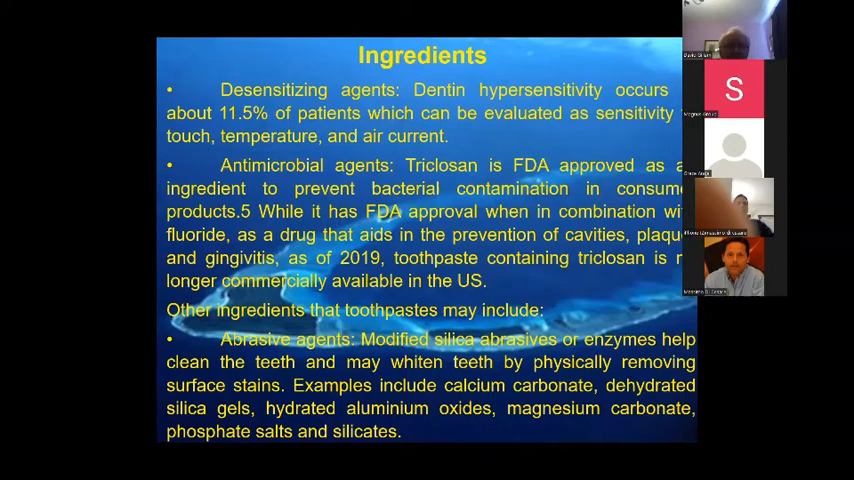 Ingredients
• Desensitizing agents: Dentin hypersensitivity occurs
about 11.5% of patients which can be evaluated as sensitivity
touch, temperature, and air current.
• Antimicrobial agents: Triclosan is FDA approved as
ingredient to prevent bacterial contamination in consume
products.5 While it has FDA approval when in combination wi
fluoride, as a drug that aids in the prevention of cavities, plaqu
and gingivitis, as of 2019, toothpaste containing triclosan is
longer commercially available in the US.
Other ingredients that toothpastes may include:
• Abrasive agents: Modified silica abrasives or enzymes help
clean the teeth and may whiten teeth by physically removing
surface stains. Examples include calcium carbonate, dehydrated
silica gels, hydrated aluminium oxides, magnesium carbonate,
phosphate salts and silicates.
S
Magnus Group